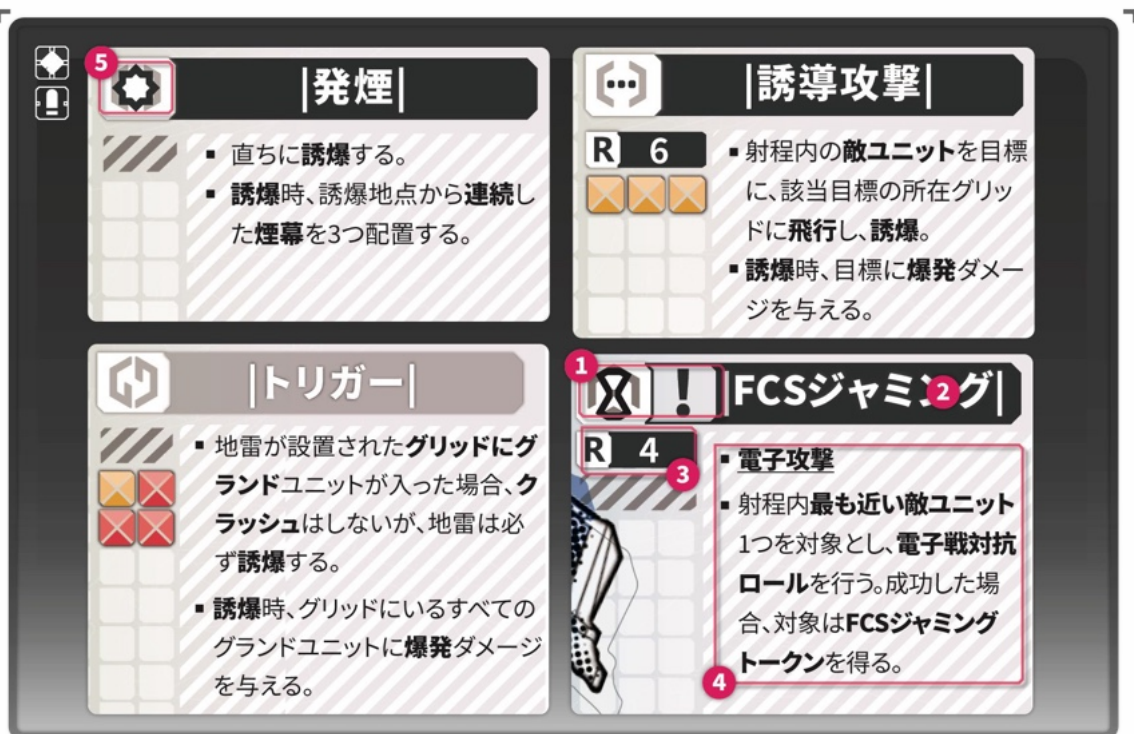 5
|発煙|
▪ 直ちに誘爆する。
▪ 誘爆時、誘爆地点から連続し
た煙幕を3つ配置する。
|誘導攻撃|
R 6
▪ 射程内の敵ユニットを目標
に、該当目標の所在グリッ
ドに飛行し、誘爆。
▪ 誘爆時、目標に爆発ダメー
ジを与える。
|トリガー|
▪ 地雷が設置されたグリッドにグ
ランドユニットが入った場合、ク
ラッシュはしないが、地雷は必
ず誘爆する。
▪ 誘爆時、グリッドにいるすべての
グランドユニットに爆発ダメージ
を与える。
1
! |FCSジャミング|
2
R 4
3
▪ 電子攻撃
▪ 射程内最も近い敵ユニット
1つを対象とし、電子戦対抗
ロールを行う。成功した場
合、対象はFCSジャミング
トークンを得る。
4